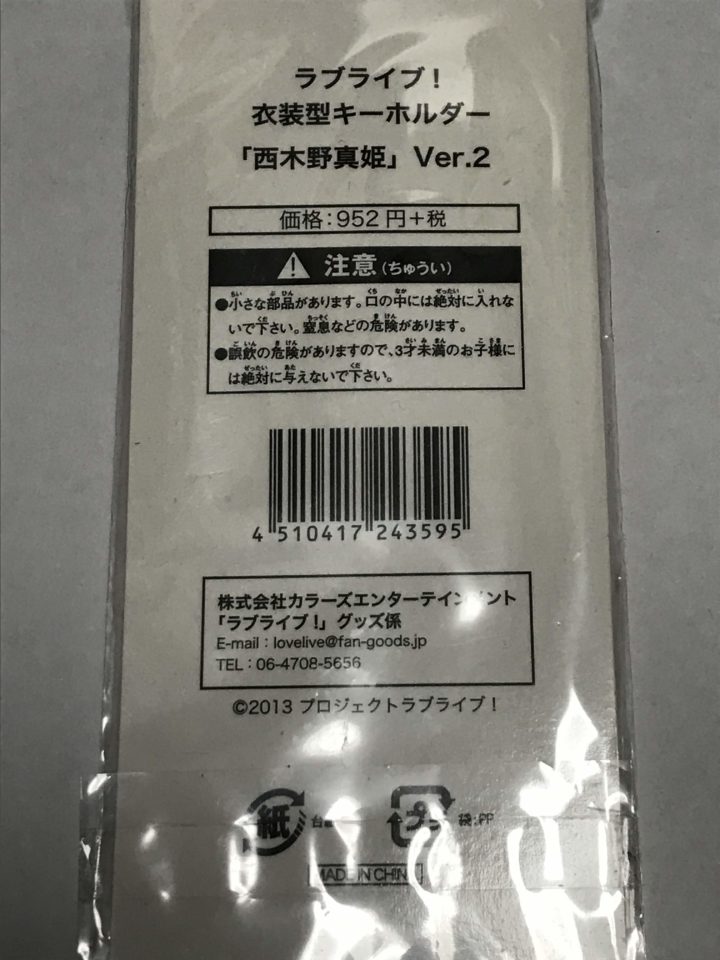 ラブライブ！
衣装型キーホルダー
「西木野真姫」 Ver.2
価格：952円＋税
注意（ちゅうい）
●小さな部品があります。口の中には絶対に入れな
いで下さい。窒息などの危険があります。
●誤飲の危険がありますので、3才未満のお子様に
は絶対に与えないで下さい。
4 510417 243595
株式会社カラーズエンターテインメント
「ラブライブ！」グッズ係
E-mail：lovelive@fan-goods.jp
TEL：06-4708-5656
©2013 プロジェクトラブライブ！
紙 プラ 袋：PP
MADE IN CHINA